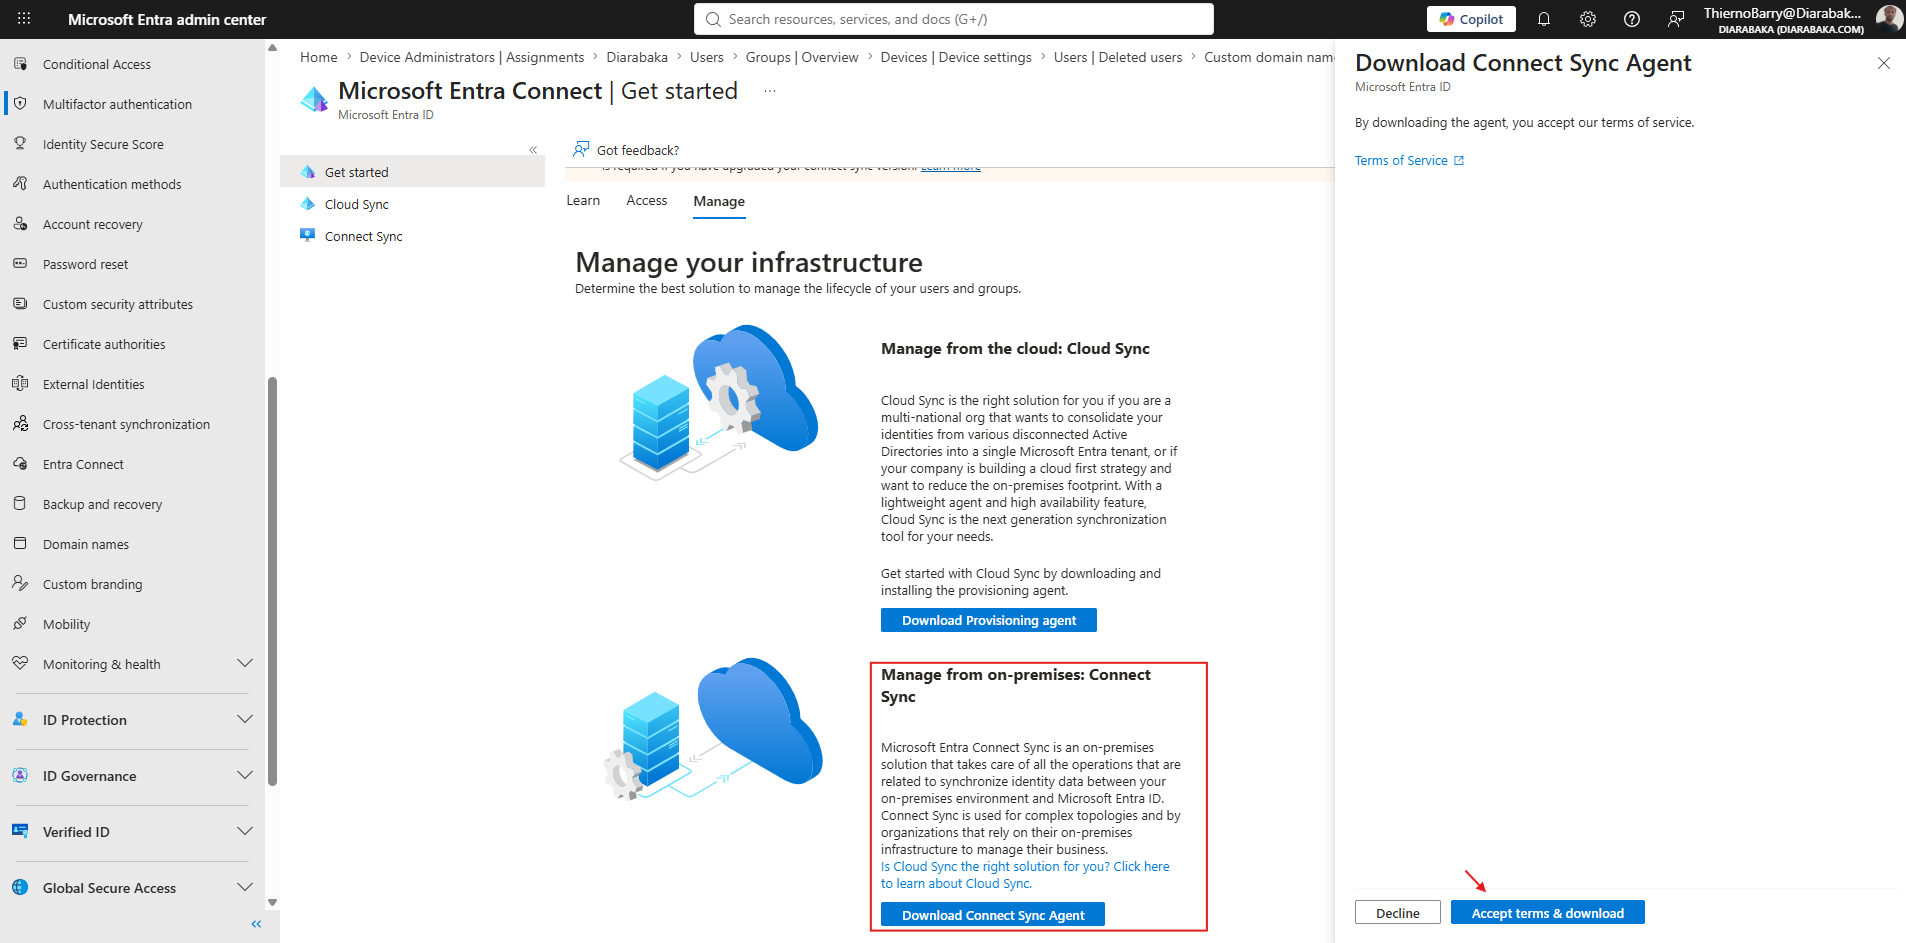 Microsoft Entra admin center
Search resources, services, and docs (G+/)
Copilot
ThiernoBarry@Diarabak...
DIARABAKA (DIARABAKA.COM)
Conditional Access
Multifactor authentication
Identity Secure Score
Authentication methods
Account recovery
Password reset
Custom security attributes
Certificate authorities
External Identities
Cross-tenant synchronization
Entra Connect
Backup and recovery
Domain names
Custom branding
Mobility
Monitoring & health
ID Protection
ID Governance
Verified ID
Global Secure Access
Home > Device Administrators | Assignments > Diarabaka > Users > Groups | Overview > Devices | Device settings > Users | Deleted users > Custom domain nam
Microsoft Entra Connect | Get started ...
Microsoft Entra ID
Get started
Cloud Sync
Connect Sync
Got feedback?
is required if you have upgraded your connect sync version. Learn more
Learn Access Manage
Manage your infrastructure
Determine the best solution to manage the lifecycle of your users and groups.
Manage from the cloud: Cloud Sync
Cloud Sync is the right solution for you if you are a
multi-national org that wants to consolidate your
identities from various disconnected Active
Directories into a single Microsoft Entra tenant, or if
your company is building a cloud first strategy and
want to reduce the on-premises footprint. With a
lightweight agent and high availability feature,
Cloud Sync is the next generation synchronization
tool for your needs.
Get started with Cloud Sync by downloading and
installing the provisioning agent.
Download Provisioning agent
Manage from on-premises: Connect
Sync
Microsoft Entra Connect Sync is an on-premises
solution that takes care of all the operations that are
related to synchronize identity data between your
on-premises environment and Microsoft Entra ID.
Connect Sync is used for complex topologies and by
organizations that rely on their on-premises
infrastructure to manage their business.
Is Cloud Sync the right solution for you? Click here
to learn about Cloud Sync.
Download Connect Sync Agent
Download Connect Sync Agent
Microsoft Entra ID
By downloading the agent, you accept our terms of service.
Terms of Service
Decline
Accept terms & download